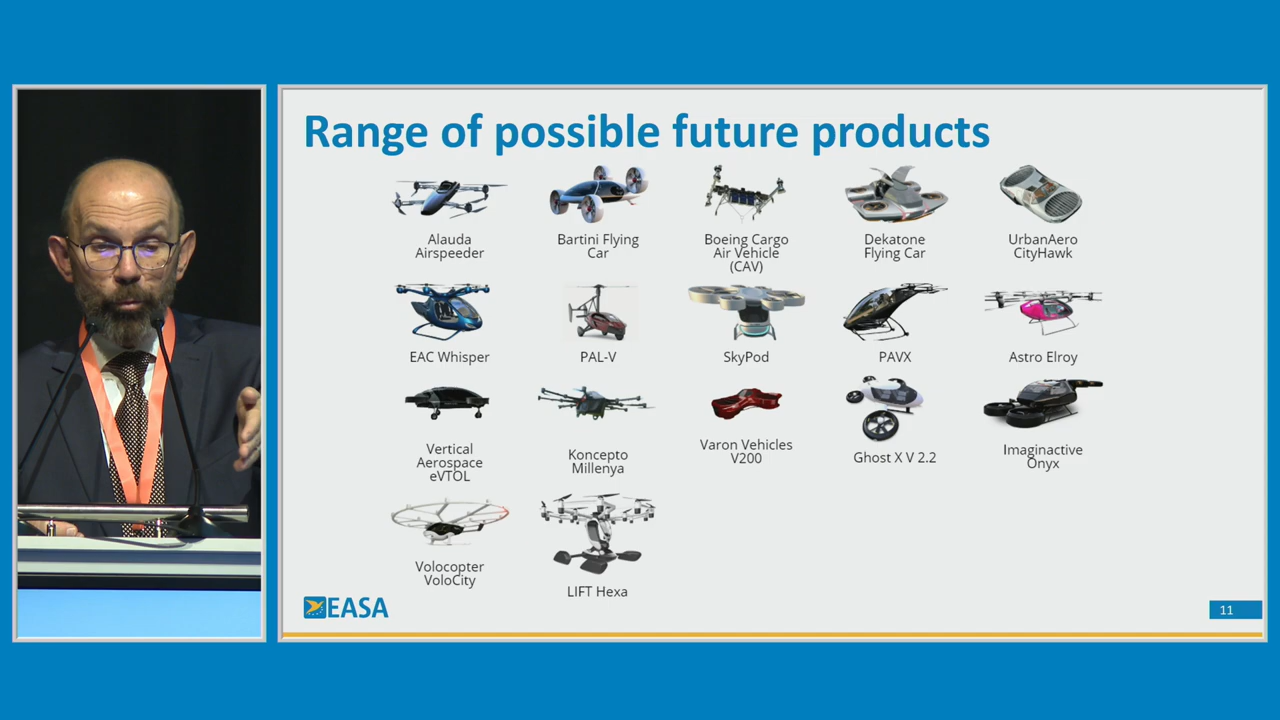 Range of possible future products
Alauda
Airspeeder
Bartini Flying
Car
Boeing Cargo
Air Vehicle
(CAV)
Dekatone
Flying Car
UrbanAero
CityHawk
EAC Whisper
PAL-V
SkyPod
PAVX
Astro Elroy
Vertical
Aerospace
eVTOL
Koncepto
Millenya
Varon Vehicles
V200
Ghost X V 2.2
Imaginactive
Onyx
Volocopter
VoloCity
LIFT Hexa
EASA
11